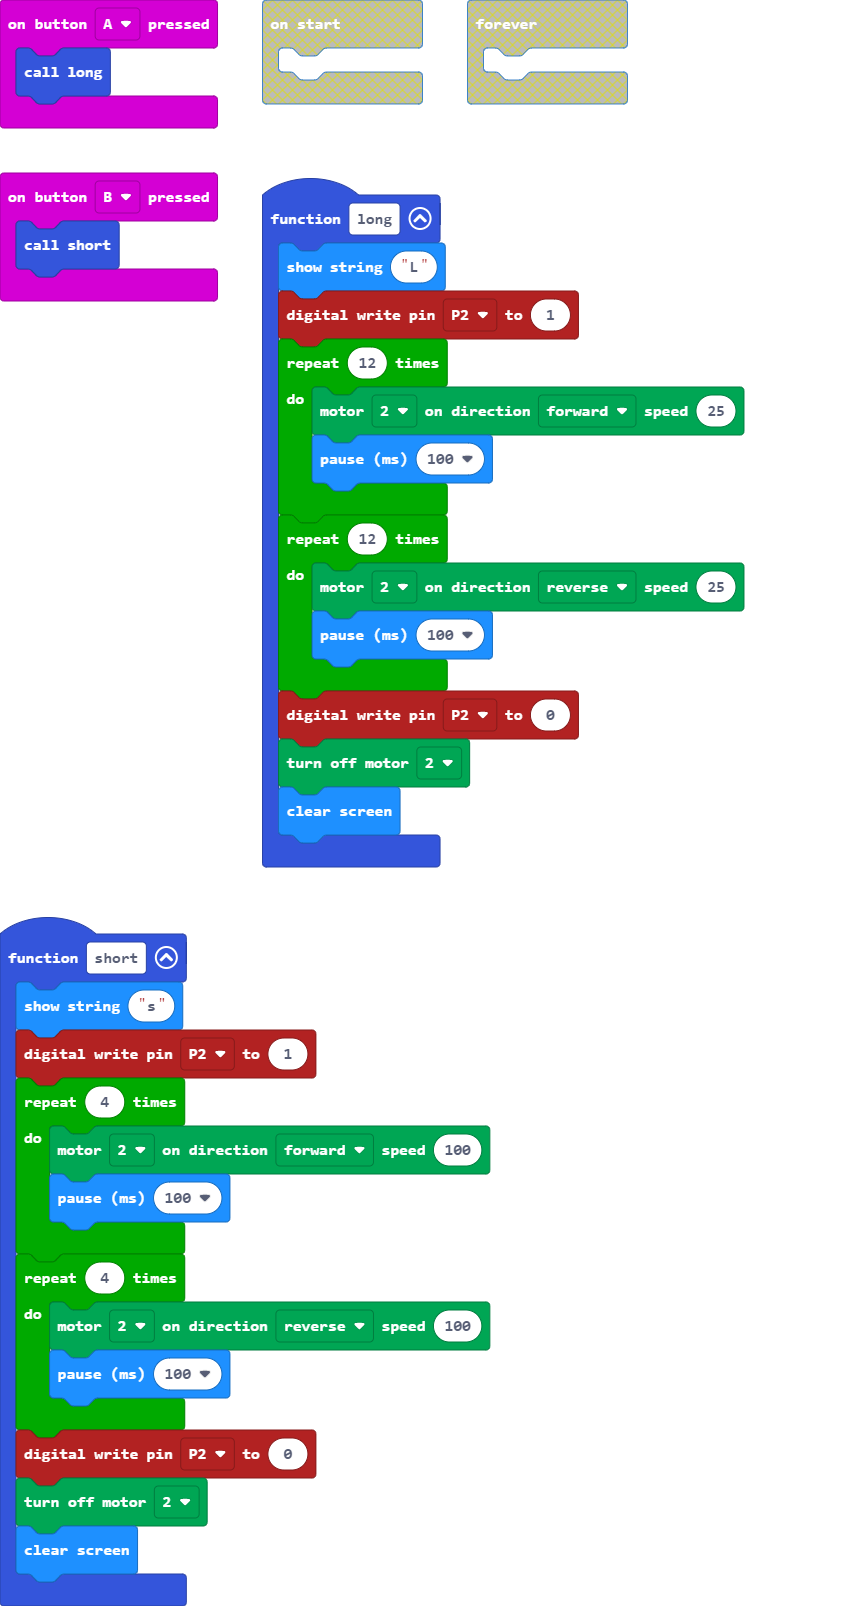 on button A pressed
call long
on start
forever
on button B pressed
call short
function long
show string "L"
digital write pin P2 to 1
repeat 12 times
do
motor 2 on direction forward speed 25
pause (ms) 100
repeat 12 times
do
motor 2 on direction reverse speed 25
pause (ms) 100
digital write pin P2 to 0
turn off motor 2
clear screen
function short
show string "s"
digital write pin P2 to 1
repeat 4 times
do
motor 2 on direction forward speed 100
pause (ms) 100
repeat 4 times
do
motor 2 on direction reverse speed 100
pause (ms) 100
digital write pin P2 to 0
turn off motor 2
clear screen